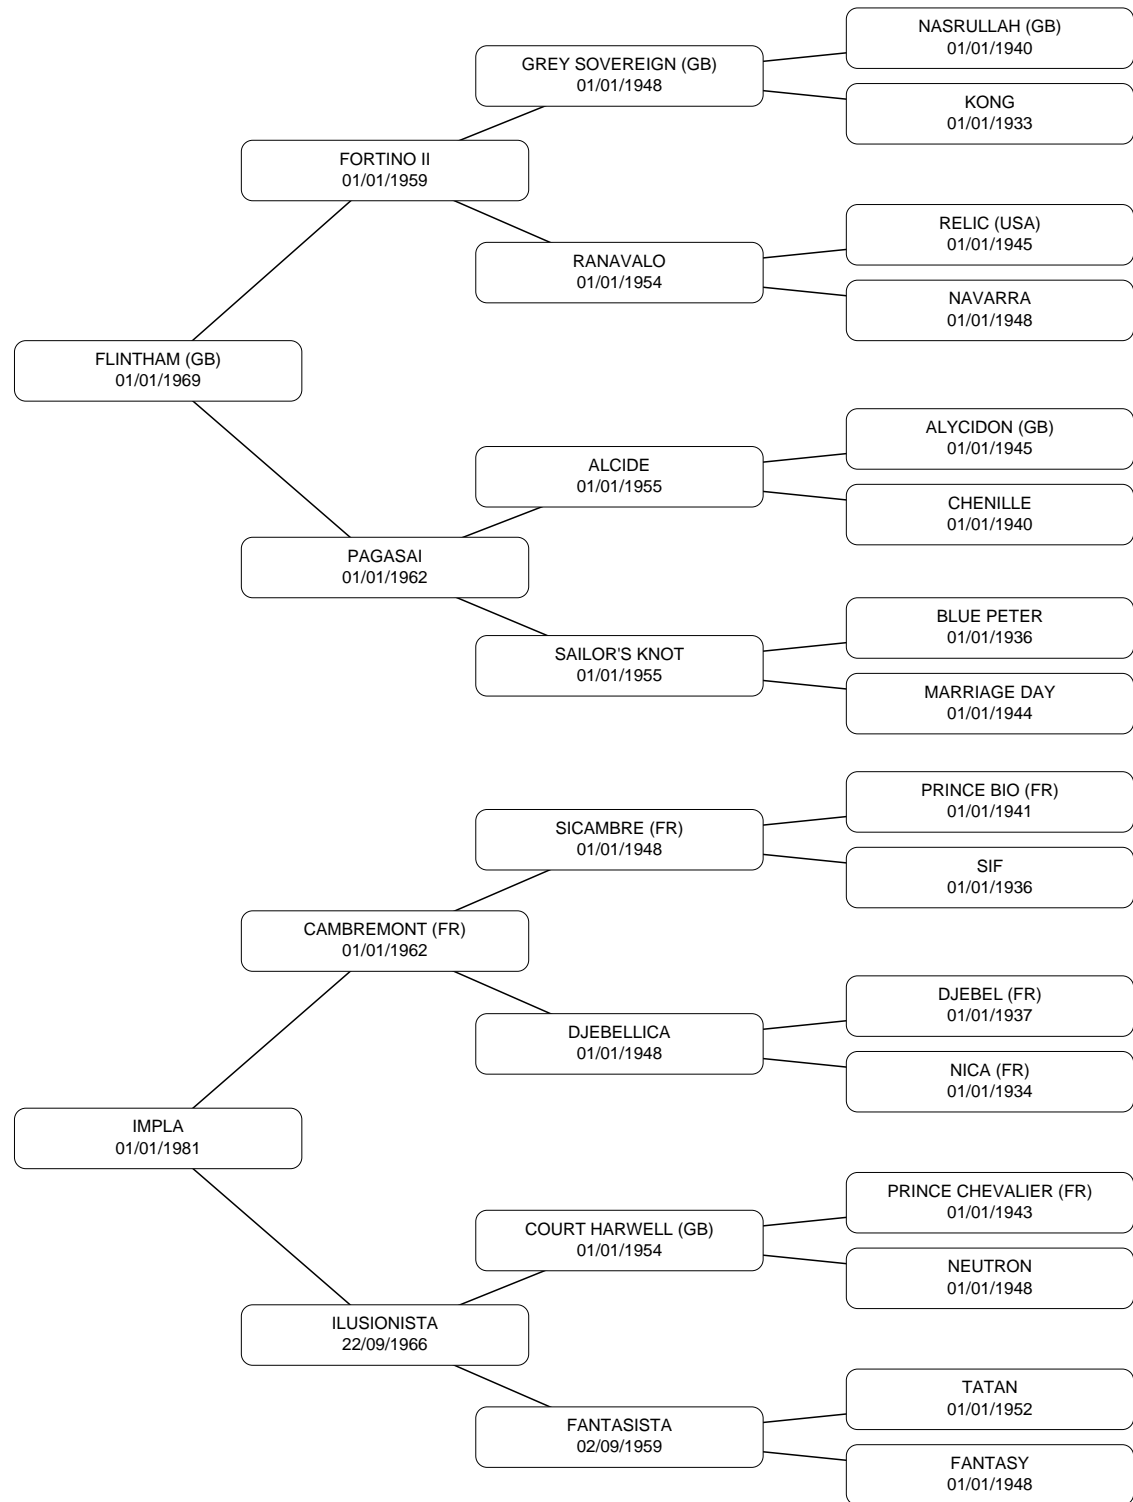 NASRULLAH (GB)
01/01/1940
GREY SOVEREIGN (GB)
01/01/1948
KONG
01/01/1933
FORTINO II
01/01/1959
RELIC (USA)
01/01/1945
RANAVALO
01/01/1954
NAVARRA
01/01/1948
FLINTHAM (GB)
01/01/1969
ALYCIDON (GB)
01/01/1945
ALCIDE
01/01/1955
CHENILLE
01/01/1940
PAGASAI
01/01/1962
BLUE PETER
01/01/1936
SAILOR'S KNOT
01/01/1955
MARRIAGE DAY
01/01/1944
PRINCE BIO (FR)
01/01/1941
SICAMBRE (FR)
01/01/1948
SIF
01/01/1936
CAMBREMONT (FR)
01/01/1962
DJEBEL (FR)
01/01/1937
DJEBELLICA
01/01/1948
NICA (FR)
01/01/1934
IMPLA
01/01/1981
PRINCE CHEVALIER (FR)
01/01/1943
COURT HARWELL (GB)
01/01/1954
NEUTRON
01/01/1948
ILUSIONISTA
22/09/1966
TATAN
01/01/1952
FANTASISTA
02/09/1959
FANTASY
01/01/1948